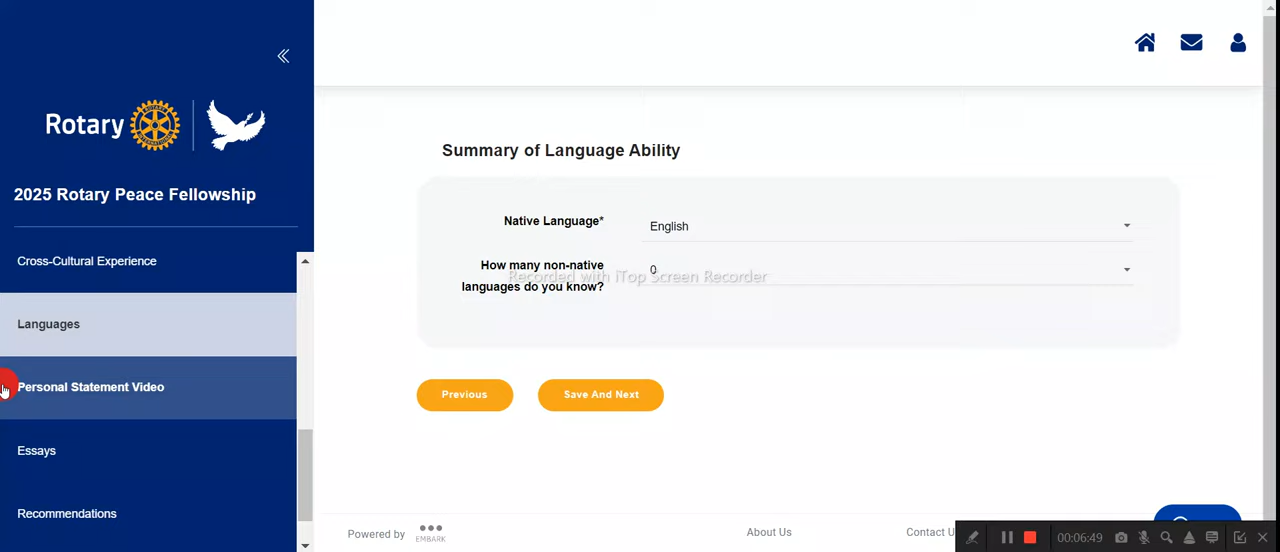 Rotary
2025 Rotary Peace Fellowship
Cross-Cultural Experience
Languages
Personal Statement Video
Essays
Recommendations
Summary of Language Ability
Native Language*
English
How many non-native
languages do you know?
0
Recorded with iTop Screen Recorder
Previous
Save And Next
Powered by
EMBARK
About Us
Contact U
00:06:49